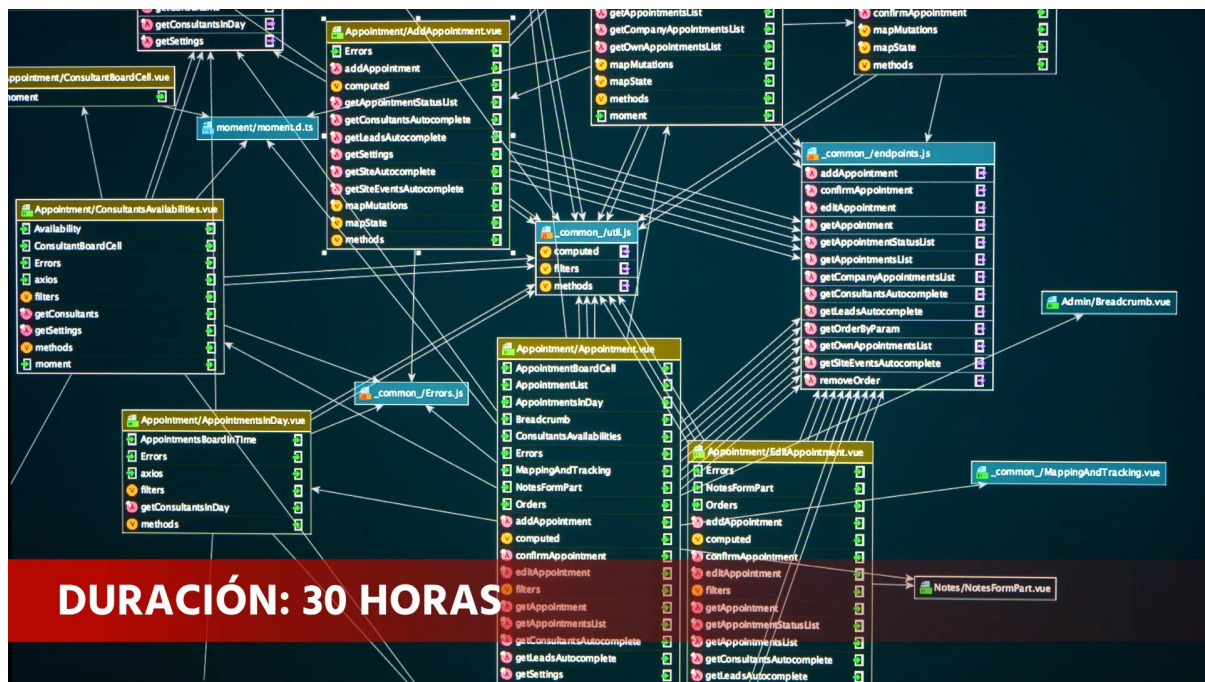 getConsultantsInDay
getSettings
Appointment/ConsultantBoardCell.vue
moment
moment/moment.d.ts
Appointment/AddAppointment.vue
Errors
addAppointment
computed
getAppointmentStatusList
getConsultantsAutocomplete
getLeadsAutocomplete
getSettings
getSiteAutocomplete
getSiteEventsAutocomplete
mapMutations
mapState
methods
getAppointmentsList
getCompanyAppointmentsList
getOwnAppointmentsList
mapMutations
mapState
methods
moment
confirmAppointment
mapMutations
mapState
methods
_common_/endpoints.js
addAppointment
confirmAppointment
editAppointment
getAppointment
getAppointmentStatusList
getAppointmentsList
getCompanyAppointmentsList
getConsultantsAutocomplete
getLeadsAutocomplete
getOrderByParam
getOwnAppointmentsList
getSiteEventsAutocomplete
removeOrder
Appointment/ConsultantsAvailabilities.vue
Availability
ConsultantBoardCell
Errors
axios
filters
getConsultants
getSettings
methods
moment
_common_/util.js
computed
filters
methods
Admin/Breadcrumb.vue
_common_/Errors.js
Appointment/AppointmentsInDay.vue
AppointmentsBoardInTime
Errors
axios
filters
getConsultantsInDay
methods
Appointment/Appointment.vue
AppointmentBoardCell
AppointmentList
AppointmentsInDay
Breadcrumb
ConsultantsAvailabilities
Errors
MappingAndTracking
NotesFormPart
Orders
addAppointment
computed
confirmAppointment
editAppointment
filters
getAppointment
getAppointmentsList
getConsultantsAutocomplete
getLeadsAutocomplete
getSettings
Appointment/EditAppointment.vue
Errors
NotesFormPart
Orders
addAppointment
computed
confirmAppointment
editAppointment
filters
getAppointment
getAppointmentStatusList
getAppointmentsList
getConsultantsAutocomplete
getLeadsAutocomplete
_common_/MappingAndTracking.vue
Notes/NotesFormPart.vue
DURACIÓN: 30 HORAS